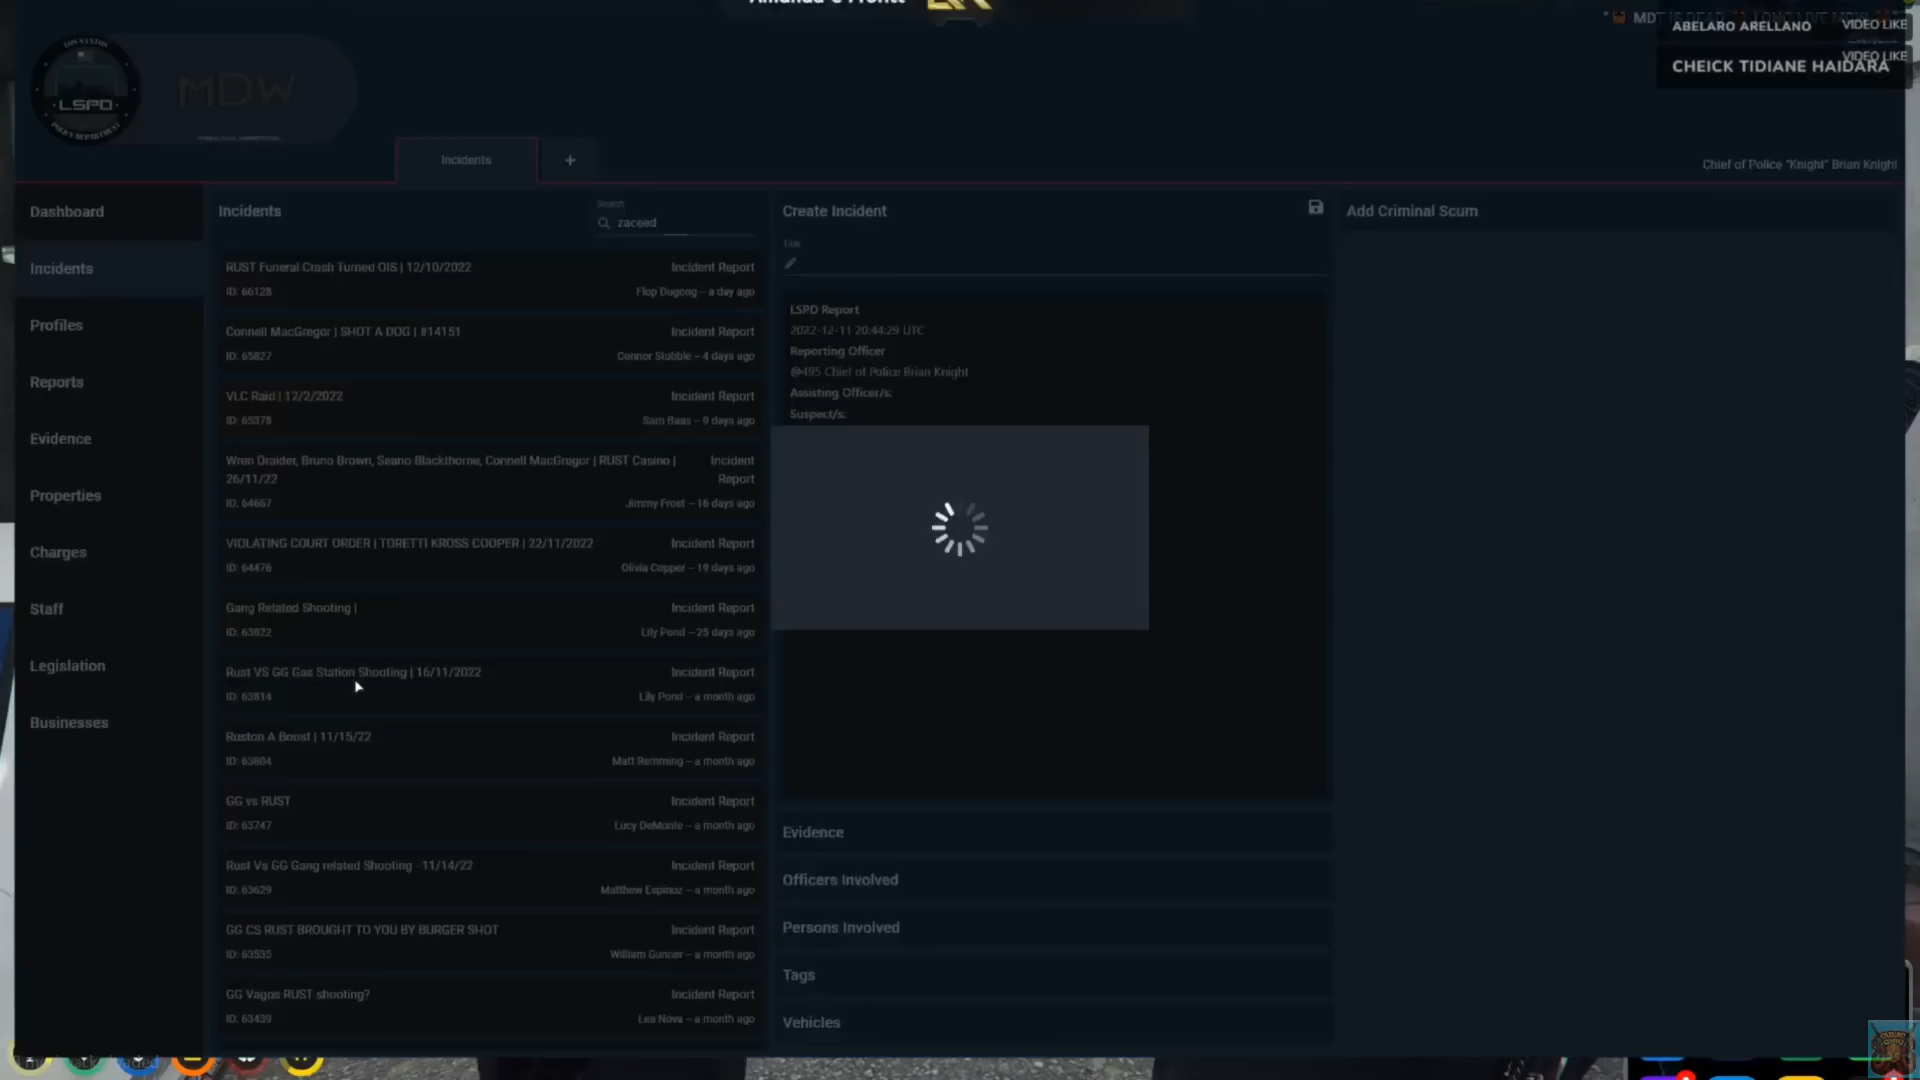 ABELARO ARELLANO VIDEO LIKE
VIDEO LIKE
CHEICK TIDIANE HAIDARA
LOS SANTOS
LSPD
POLICE DEPARTMENT
MDW
Incidents +
Chief of Police "Knight" Brian Knight
Dashboard
Incidents
Profiles
Reports
Evidence
Properties
Charges
Staff
Legislation
Businesses
Incidents
Search
zaceed
RUST Funeral Crash Turned OIS | 12/10/2022 Incident Report
ID: 66128 Flop Dugong – a day ago
Connell MacGregor | SHOT A DOG | #14151 Incident Report
ID: 65827 Connor Stubble – 4 days ago
VLC Raid | 12/2/2022 Incident Report
ID: 65378 Sam Baas – 9 days ago
Wren Draider, Bruno Brown, Seano Blackthorne, Connell MacGregor | RUST Casino | Incident
26/11/22 Report
ID: 64667 Jimmy Frost – 16 days ago
VIOLATING COURT ORDER | TORETTI KROSS COOPER | 22/11/2022 Incident Report
ID: 64476 Olivia Copper – 19 days ago
Gang Related Shooting | Incident Report
ID: 63822 Lily Pond – 25 days ago
Rust VS GG Gas Station Shooting | 16/11/2022 Incident Report
ID: 63814 Lily Pond – a month ago
Ruston A Boost | 11/15/22 Incident Report
ID: 63804 Matt Remming – a month ago
GG vs RUST Incident Report
ID: 63747 Lucy DeMonte – a month ago
Rust Vs GG Gang related Shooting - 11/14/22 Incident Report
ID: 63629 Matthew Espinoz – a month ago
GG CS RUST BROUGHT TO YOU BY BURGER SHOT Incident Report
ID: 63535 William Gunner – a month ago
GG Vagos RUST shooting? Incident Report
ID: 63439 Lea Nova – a month ago
Create Incident
Title
LSPD Report
2022-12-11 20:44:29 UTC
Reporting Officer
@495 Chief of Police Brian Knight
Assisting Officer/s:
Suspect/s:
Evidence
Officers Involved
Persons Involved
Tags
Vehicles
Add Criminal Scum